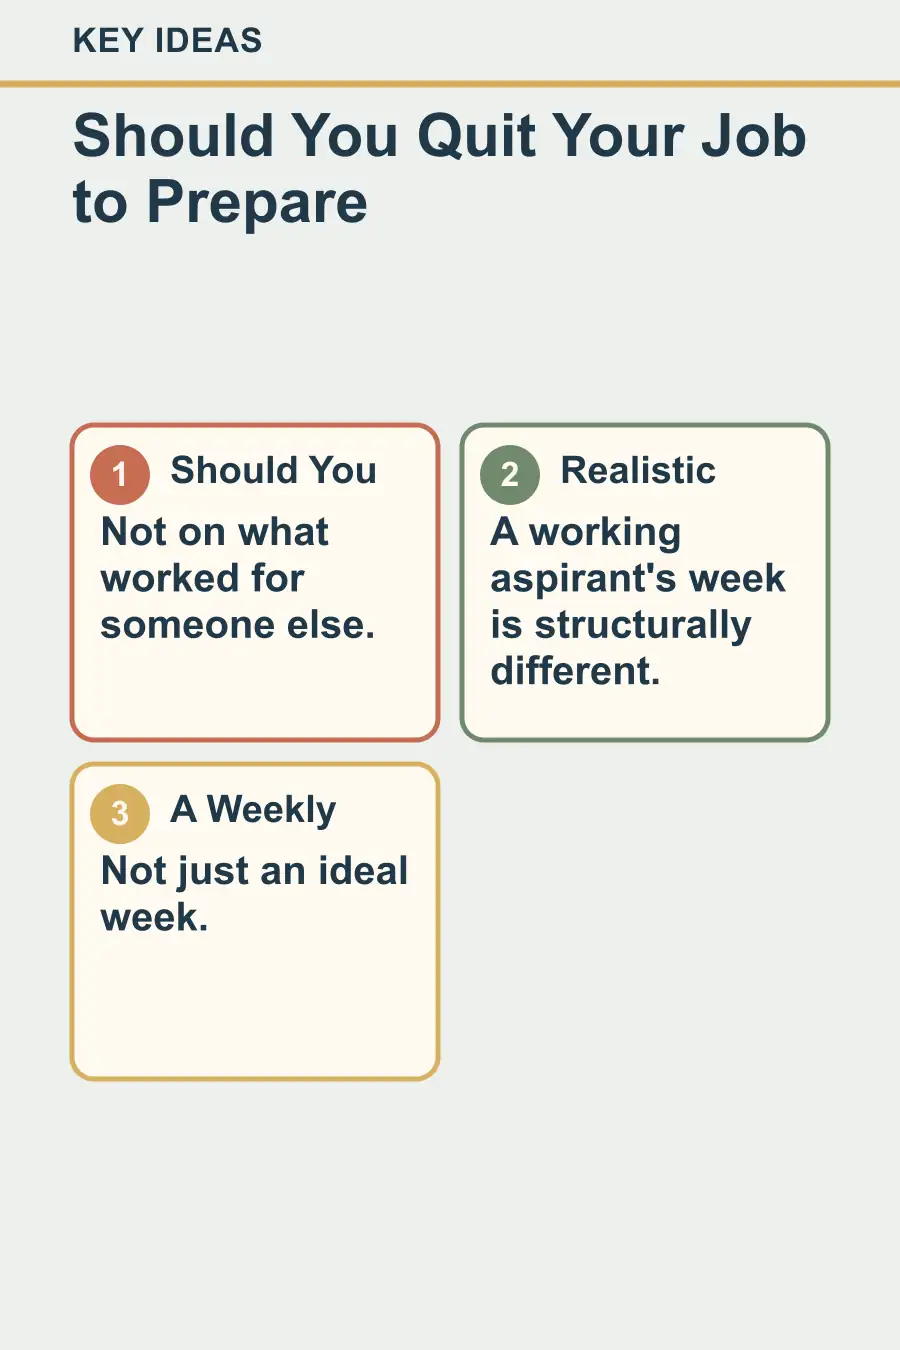 KEY IDEAS
Should You Quit Your Job
to Prepare
1 Should You
Not on what
worked for
someone else.
2 Realistic
A working
aspirant's week
is structurally
different.
3 A Weekly
Not just an ideal
week.